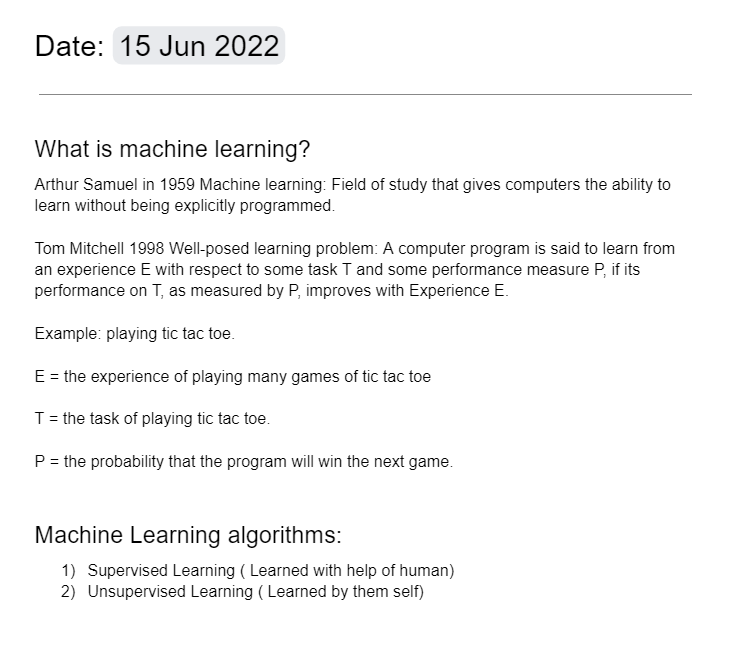 Date: 15 Jun 2022
What is machine learning?
Arthur Samuel in 1959 Machine learning: Field of study that gives computers the ability to
learn without being explicitly programmed.
Tom Mitchell 1998 Well-posed learning problem: A computer program is said to learn from
an experience E with respect to some task T and some performance measure P, if its
performance on T, as measured by P, improves with Experience E.
Example: playing tic tac toe.
E = the experience of playing many games of tic tac toe
T = the task of playing tic tac toe.
P = the probability that the program will win the next game.
Machine Learning algorithms:
1) Supervised Learning ( Learned with help of human)
2) Unsupervised Learning ( Learned by them self)